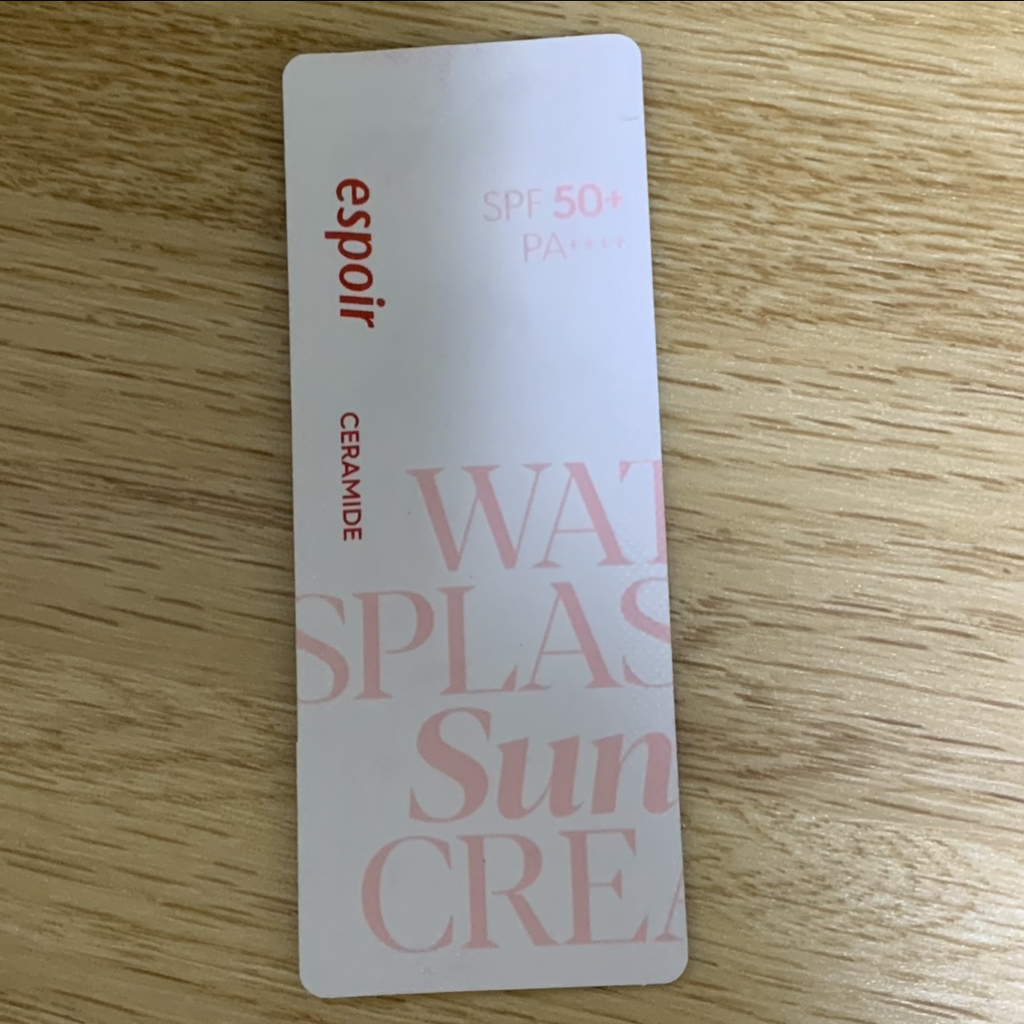 espoir
CERAMIDE
SPF 50+
PA++++
WAT
SPLAS
Sun
CREA